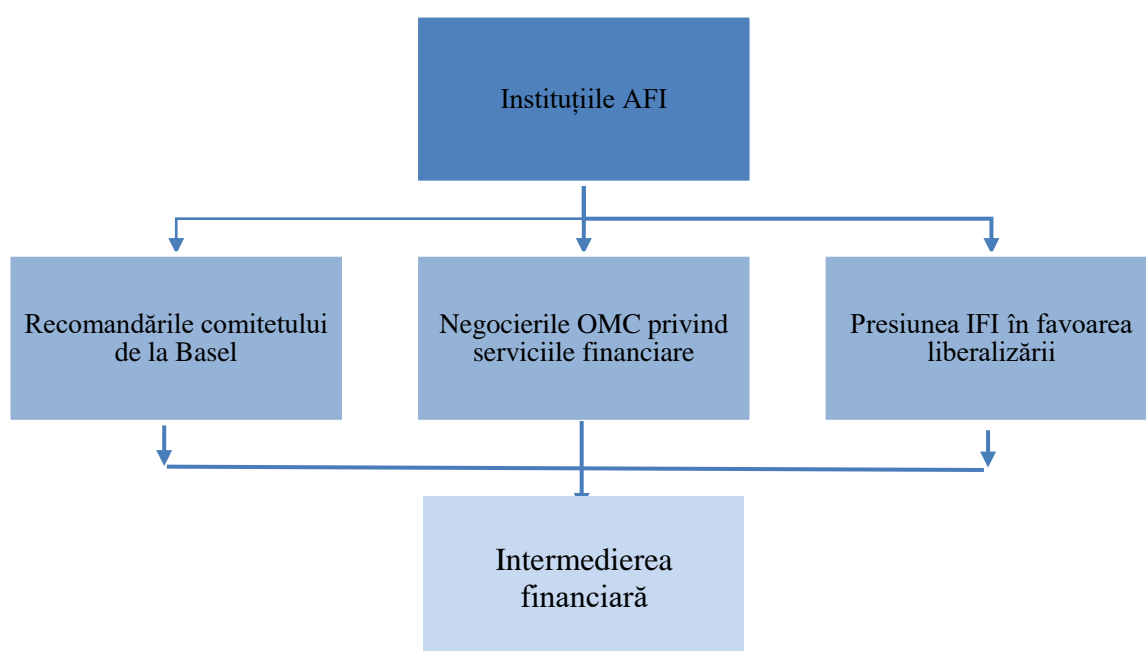 Instituțiile AFI
Recomandările comitetului
de la Basel
Negocierile OMC privind
serviciile financiare
Presiunea IFI în favoarea
liberalizării
Intermedierea
financiară